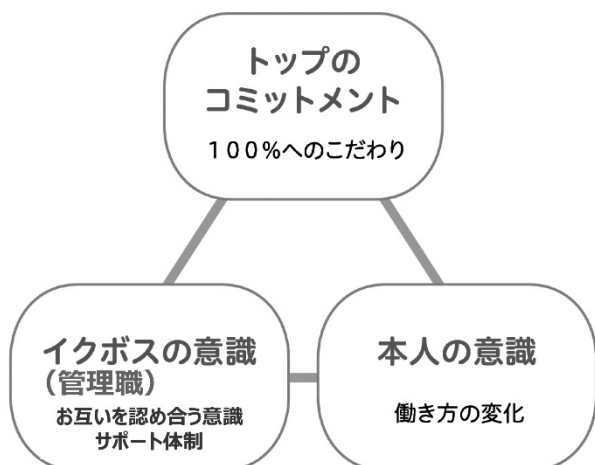 トップの
コミットメント
100%へのこだわり
イクボスの意識
(管理職)
お互いを認め合う意識
サポート体制
本人の意識
働き方の変化